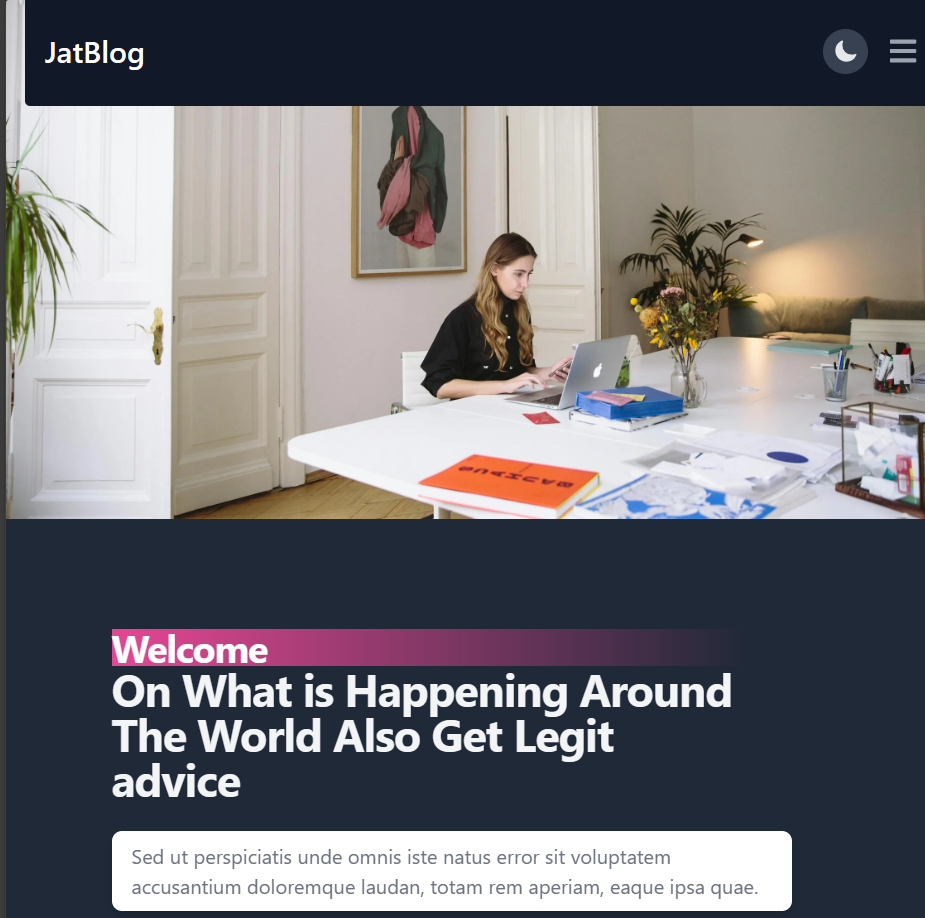 JatBlog
BAUHAUS
Welcome
On What is Happening Around
The World Also Get Legit
advice
Sed ut perspiciatis unde omnis iste natus error sit voluptatem
accusantium doloremque laudan, totam rem aperiam, eaque ipsa quae.